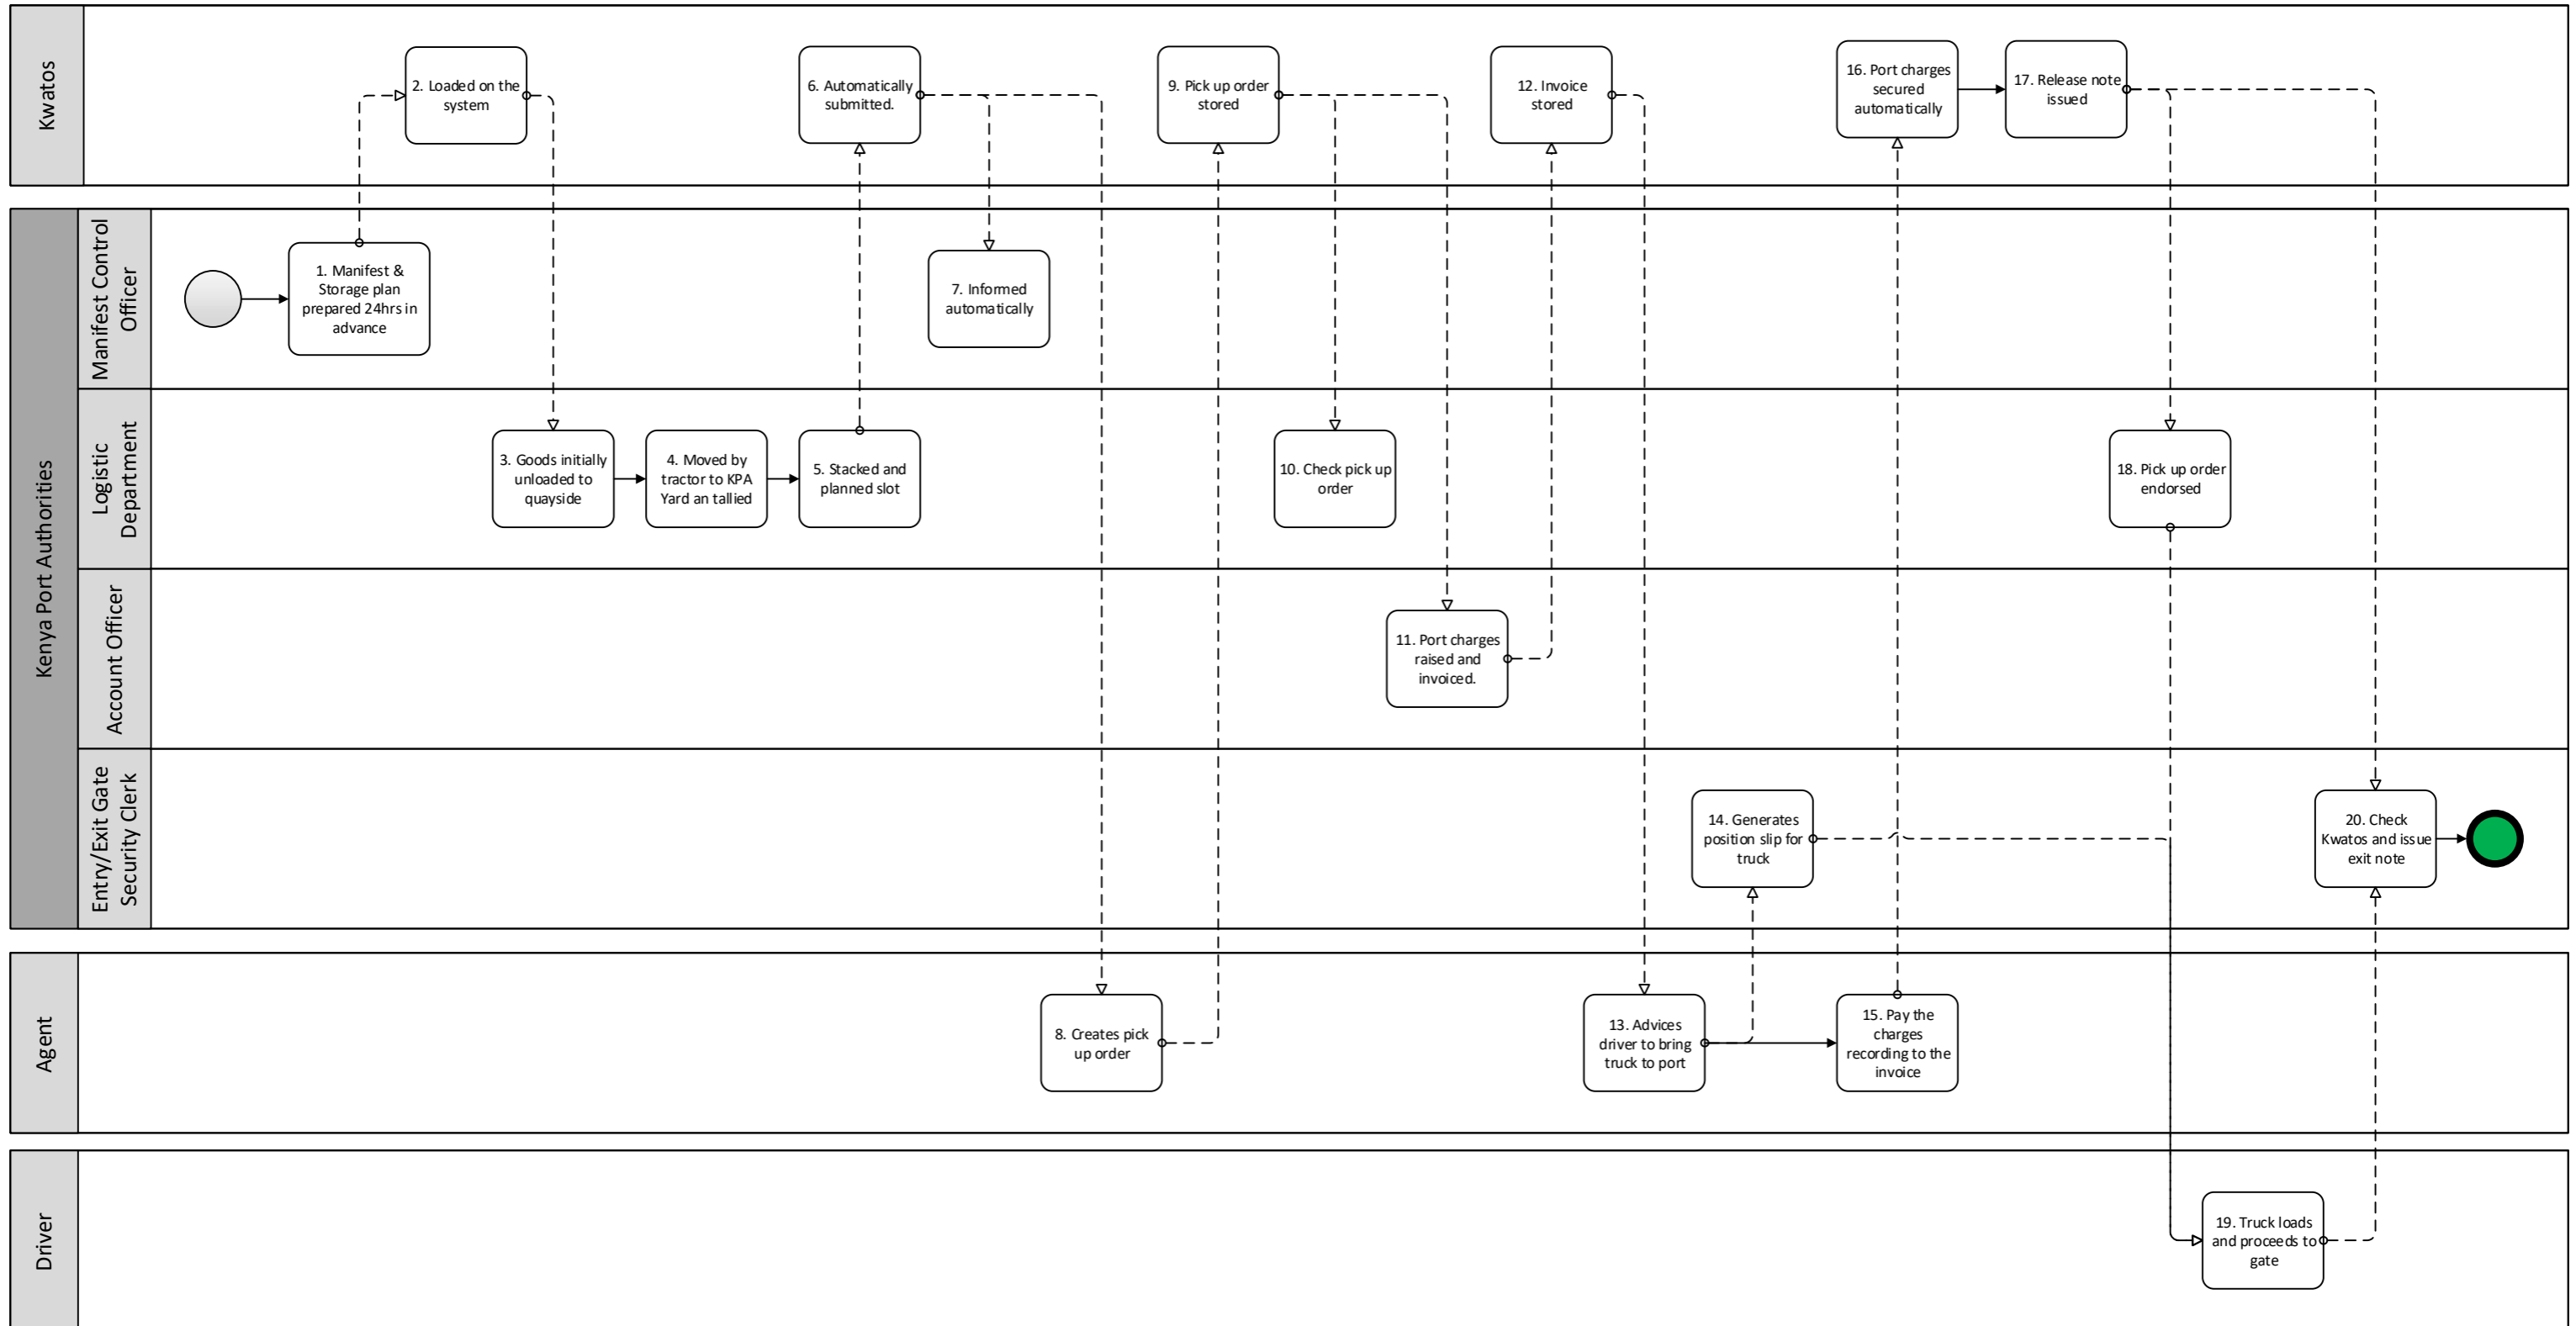 Kwatos
2. Loaded on the
system
6. Automatically
submitted.
9. Pick up order
stored
12. Invoice
stored
16. Port charges
secured
automatically
17. Release note
issued
Kenya Port Authorities
Manifest Control
Officer
1. Manifest &
Storage plan
prepared 24hrs in
advance
7. Informed
automatically
Logistic
Department
3. Goods initially
unloaded to
quayside
4. Moved by
tractor to KPA
Yard an tallied
5. Stacked and
planned slot
10. Check pick up
order
18. Pick up order
endorsed
Account Officer
11. Port charges
raised and
invoiced.
Entry/Exit Gate
Security Clerk
14. Generates
position slip for
truck
20. Check
Kwatos and issue
exit note
Agent
8. Creates pick
up order
13. Advices
driver to bring
truck to port
15. Pay the
charges
recording to the
invoice
Driver
19. Truck loads
and proceeds to
gate